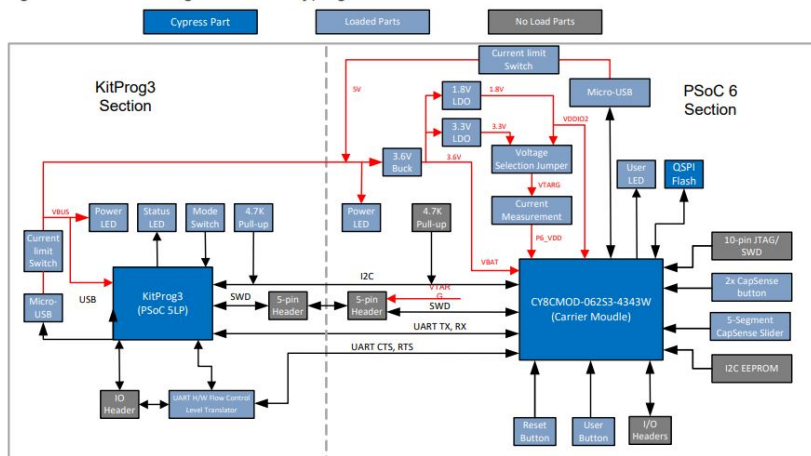 Cypress Part
Loaded Parts
No Load Parts
KitProg3
Section
PSoC 6
Section
Current limit
Switch
5V
1.8V
LDO
1.8V
Micro-USB
VDDIO2
3.3V
LDO
3.3V
3.6V
Buck
3.6V
Voltage
Selection Jumper
User
LED
QSPI
Flash
VTARG
VBUS
Power
LED
Status
LED
Mode
Switch
4.7K
Pull-up
Power
LED
4.7K
Pull-up
Current
Measurement
Current
limit
Switch
P6_VDD
VBAT
10-pin JTAG/
SWD
I2C
USB
Micro-
USB
KitProg3
(PSoC 5LP)
SWD
5-pin
Header
5-pin
Header
VTAR
G
SWD
CY8CMOD-062S3-4343W
(Carrier Moudle)
2x CapSense
button
5-Segment
CapSense Slider
UART TX, RX
UART CTS, RTS
I2C EEPROM
IO
Header
UART H/W Flow Control
Level Translator
Reset
Button
User
Button
I/O
Headers